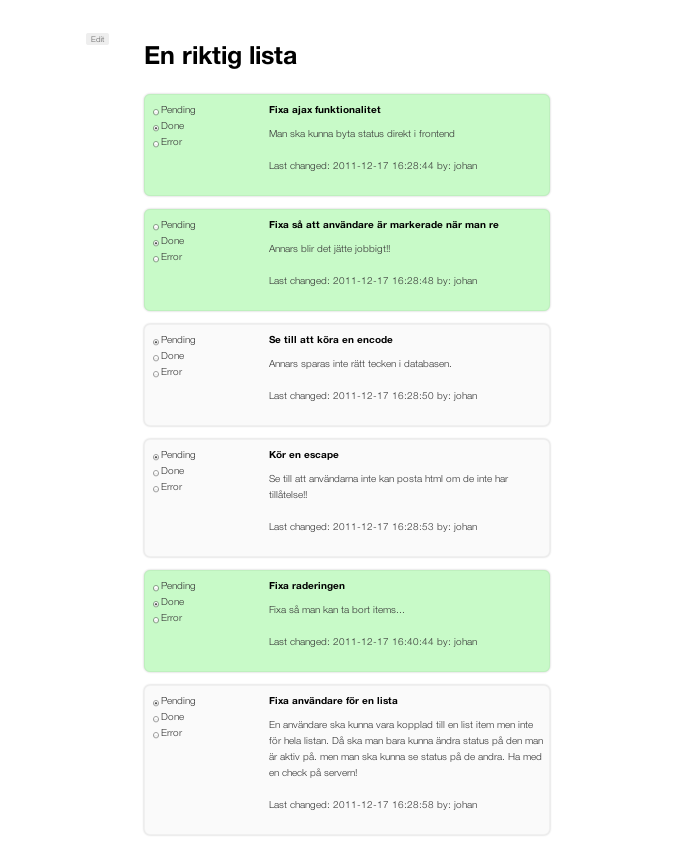 Edit
En riktig lista
Pending
Done
Error
Fixa ajax funktionalitet
Man ska kunna byta status direkt i frontend
Last changed: 2011-12-17 16:28:44 by: johan
Pending
Done
Error
Fixa så att användare är markerade när man re
Annars blir det jätte jobbigt!!
Last changed: 2011-12-17 16:28:48 by: johan
Pending
Done
Error
Se till att köra en encode
Annars sparas inte rätt tecken i databasen.
Last changed: 2011-12-17 16:28:50 by: johan
Pending
Done
Error
Kör en escape
Se till att användarna inte kan posta html om de inte har
tillåtelse!!
Last changed: 2011-12-17 16:28:53 by: johan
Pending
Done
Error
Fixa raderingen
Fixa så man kan ta bort items...
Last changed: 2011-12-17 16:40:44 by: johan
Pending
Done
Error
Fixa användare för en lista
En användare ska kunna vara kopplad till en list item men inte
för hela listan. Då ska man bara kunna ändra status på den man
är aktiv på. men man ska kunna se status på de andra. Ha med
en check på servern!
Last changed: 2011-12-17 16:28:58 by: johan